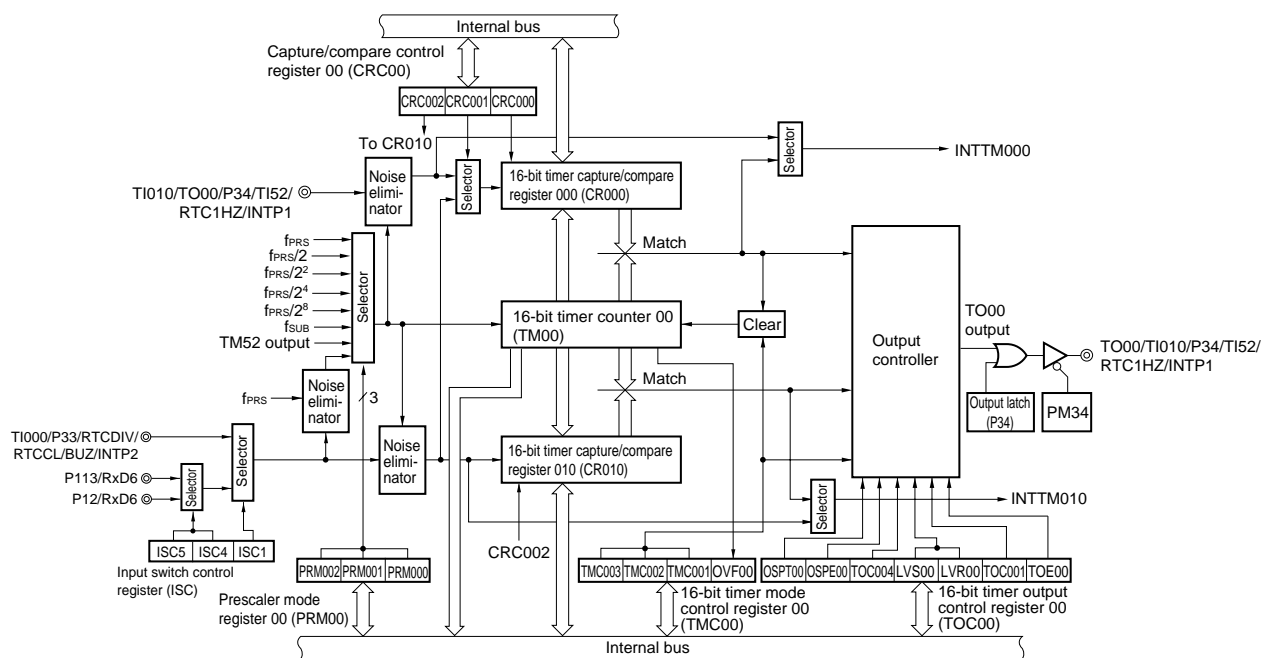 Internal bus
Capture/compare control
register 00 (CRC00)
CRC002 CRC001 CRC000
To CR010
Selector
INTTM000
Noise
elimi-
nator
Selector
16-bit timer capture/compare
register 000 (CR000)
TI010/TO00/P34/TI52/
RTC1HZ/INTP1
Match
fPRS
fPRS/2
fPRS/2²
fPRS/2⁴
fPRS/2⁸
fSUB
TM52 output
Selector
16-bit timer counter 00
(TM00)
Clear
Output
controller
TO00
output
TO00/TI010/P34/TI52/
RTC1HZ/INTP1
Output latch
(P34)
PM34
Match
fPRS
Noise
elimi-
nator
3
TI000/P33/RTCDIV/
RTCCL/BUZ/INTP2
Selector
P113/RxD6
P12/RxD6
Selector
Noise
elimi-
nator
16-bit timer capture/compare
register 010 (CR010)
Selector
INTTM010
CRC002
ISC5 ISC4 ISC1
Input switch control
register (ISC)
PRM002 PRM001 PRM000
Prescaler mode
register 00 (PRM00)
TMC003 TMC002 TMC001 OVF00
16-bit timer mode
control register 00
(TMC00)
OSPT00 OSPE00 TOC004 LVS00 LVR00 TOC001 TOE00
16-bit timer output
control register 00
(TOC00)
Internal bus